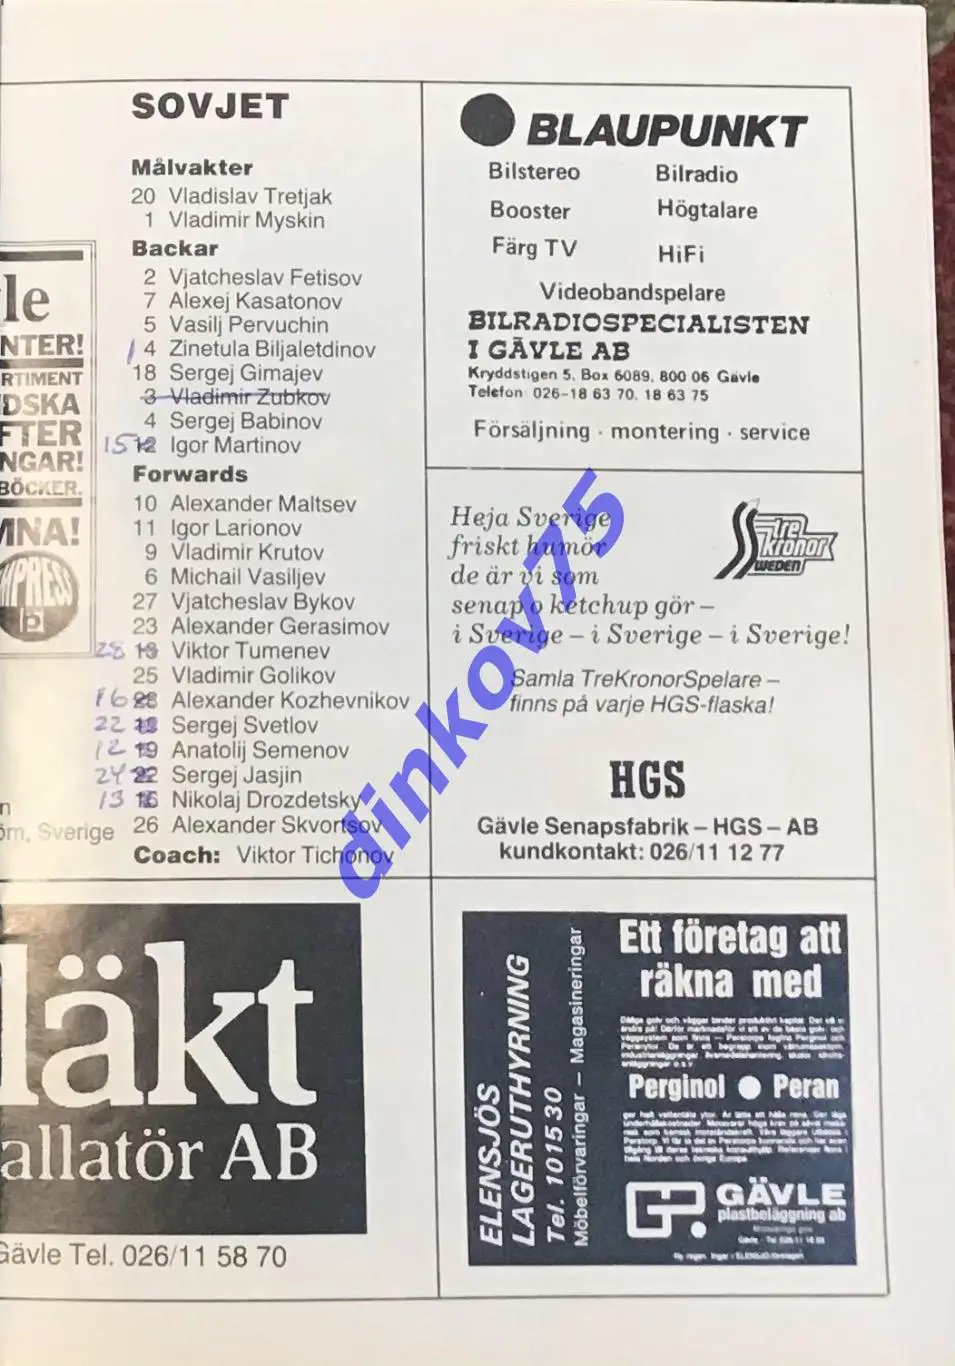 SOVJET
Målvakter
20 Vladislav Tretjak
1 Vladimir Myskin
Backar
2 Vjatcheslav Fetisov
7 Alexej Kasatonov
5 Vasilj Pervuchin
14 Zinetula Biljaletdinov
18 Sergej Gimajev
3 Vladimir Zubkov
4 Sergej Babinov
15 12 Igor Martinov
Forwards
10 Alexander Maltsev
11 Igor Larionov
9 Vladimir Krutov
6 Michail Vasiljev
27 Vjatcheslav Bykov
23 Alexander Gerasimov
28 Viktor Tumenev
25 Vladimir Golikov
16 28 Alexander Kozhevnikov
22 Sergej Svetlov
12 19 Anatolij Semenov
24 22 Sergej Jasjin
13 16 Nikolaj Drozdetsky
26 Alexander Skvortsov
Coach: Viktor Tichonov
le
NTER!
RTIMENT
DSKA
FTER
NGAR!
BÖCKER.
MNA!
MPRESS
n
öm, Sverige
BLAUPUNKT
Bilstereo Bilradio
Booster Högtalare
Färg TV HiFi
Videobandspelare
BILRADIOSPECIALISTEN
I GÄVLE AB
Kryddstigen 5, Box 6089, 800 06 Gävle
Telefon 026-18 63 70, 18 63 75
Försäljning · montering · service
Heja Sverige
friskt humör
de är vi som
senap o ketchup gör –
i Sverige – i Sverige – i Sverige!
tre
kronor
SWEDEN
Samla TreKronorSpelare –
finns på varje HGS-flaska!
HGS
Gävle Senapsfabrik – HGS – AB
kundkontakt: 026/11 12 77
läkt
allatör AB
Gävle Tel. 026/11 58 70
ELENSJÖS
LAGERUTHYRNING
Tel. 10 15 30
Möbelförvaringar – Magasineringar
Ett företag att
räkna med
Perginol ● Peran
GÄVLE
plastbeläggning ab
dinkov75